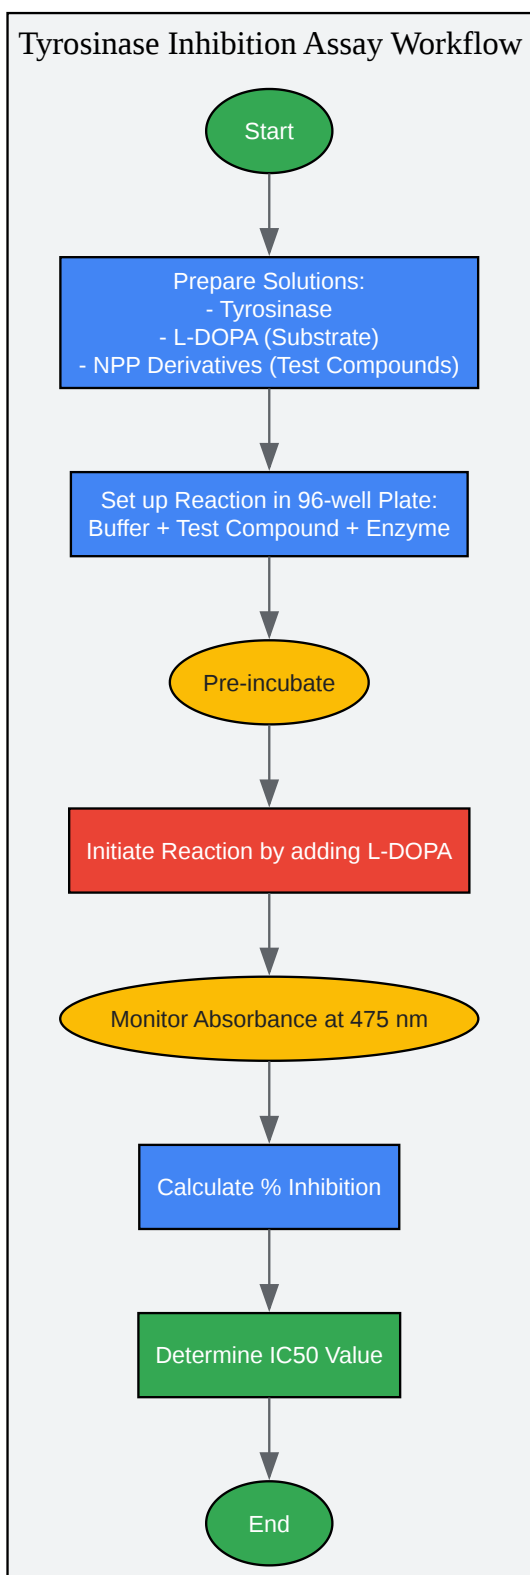 Tyrosinase Inhibition Assay Workflow
Start
Prepare Solutions:
- Tyrosinase
- L-DOPA (Substrate)
- NPP Derivatives (Test Compounds)
Set up Reaction in 96-well Plate:
Buffer + Test Compound + Enzyme
Pre-incubate
Initiate Reaction by adding L-DOPA
Monitor Absorbance at 475 nm
Calculate % Inhibition
Determine IC50 Value
End